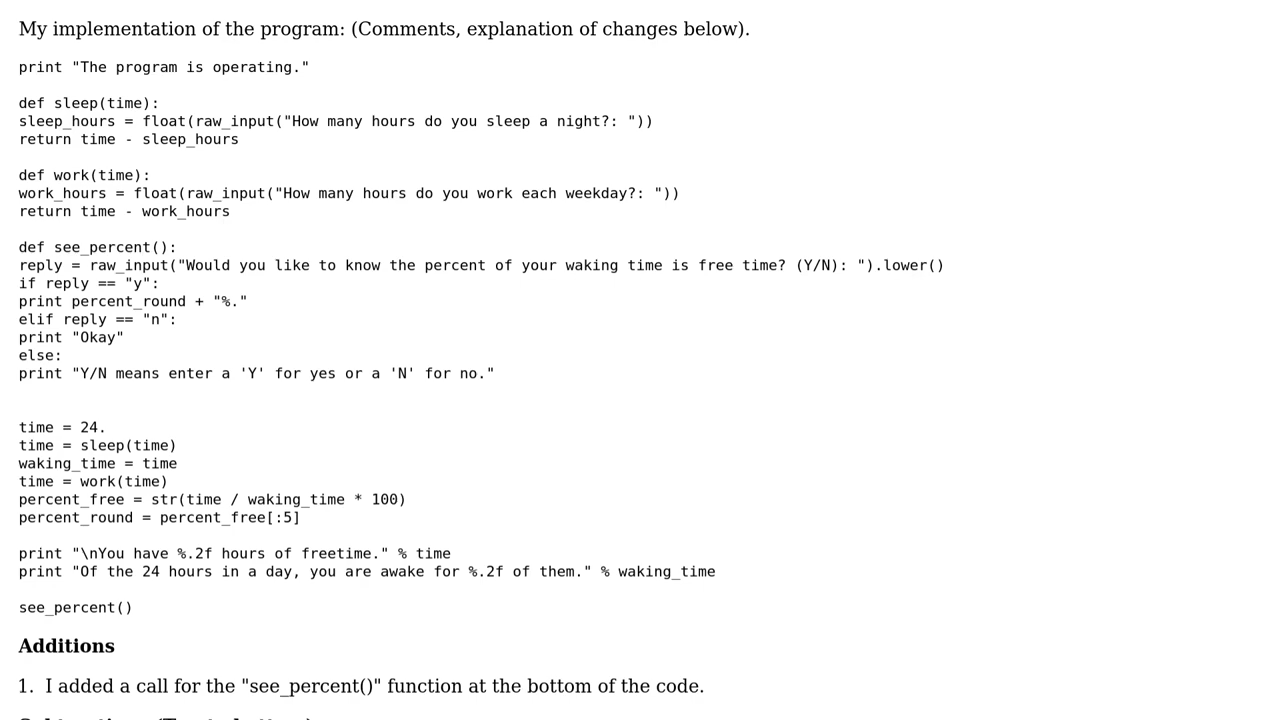 My implementation of the program: (Comments, explanation of changes below).
print "The program is operating."
def sleep(time):
sleep_hours = float(raw_input("How many hours do you sleep a night?: "))
return time - sleep_hours
def work(time):
work_hours = float(raw_input("How many hours do you work each weekday?: "))
return time - work_hours
def see_percent():
reply = raw_input("Would you like to know the percent of your waking time is free time? (Y/N): ").lower()
if reply == "y":
print percent_round + "%."
elif reply == "n":
print "Okay"
else:
print "Y/N means enter a 'Y' for yes or a 'N' for no."
time = 24.
time = sleep(time)
waking_time = time
time = work(time)
percent_free = str(time / waking_time * 100)
percent_round = percent_free[:5]
print "\nYou have %.2f hours of freetime." % time
print "Of the 24 hours in a day, you are awake for %.2f of them." % waking_time
see_percent()
Additions
1. I added a call for the "see_percent()" function at the bottom of the code.